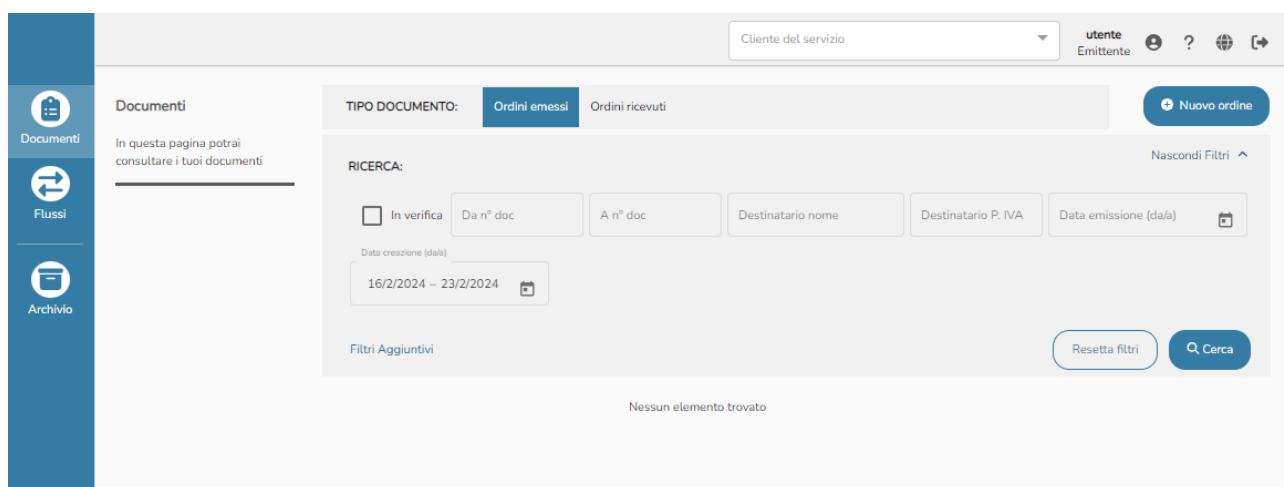 Cliente del servizio
utente
Emittente
?
Documenti
Flussi
Archivio
Documenti
In questa pagina potrai
consultare i tuoi documenti
TIPO DOCUMENTO:
Ordini emessi
Ordini ricevuti
Nuovo ordine
RICERCA:
Nascondi Filtri
In verifica
Da n° doc
A n° doc
Destinatario nome
Destinatario P. IVA
Data emissione (da/a)
Data creazione (da/a)
16/2/2024 – 23/2/2024
Filtri Aggiuntivi
Resetta filtri
Cerca
Nessun elemento trovato